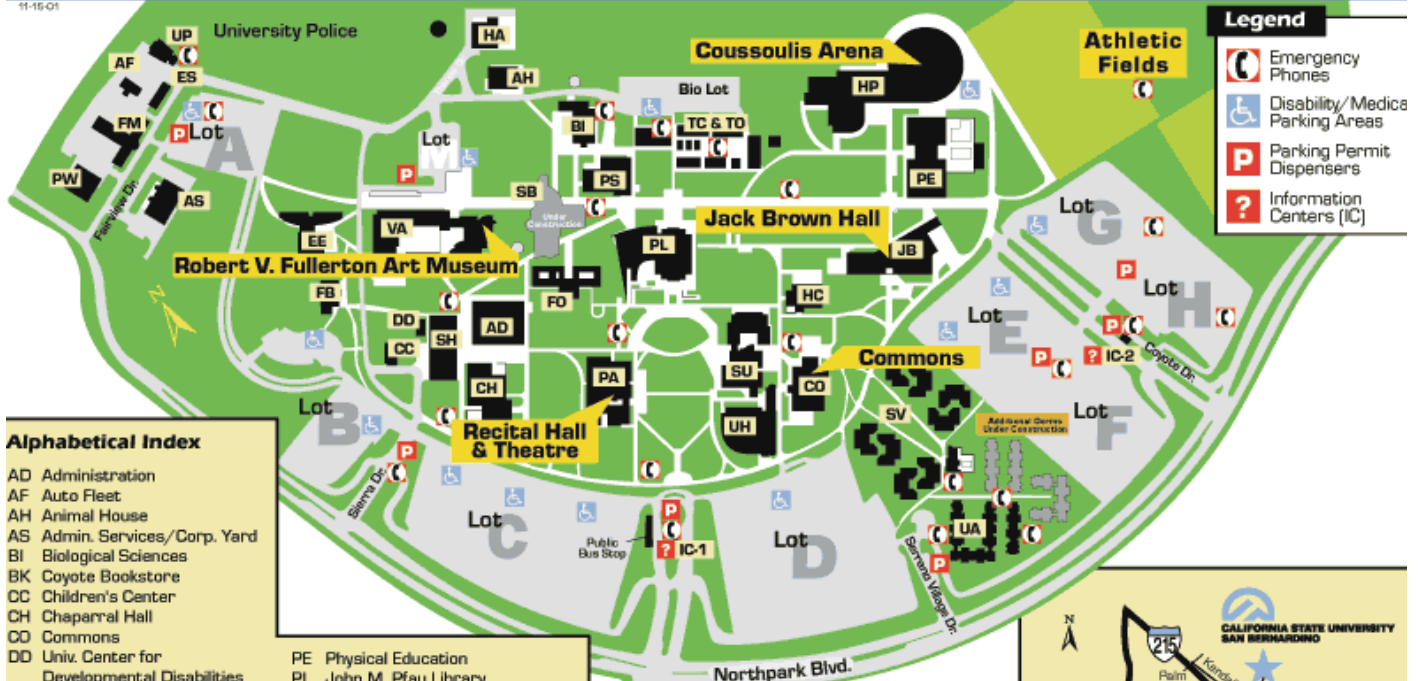 11-15-01
University Police
UP
AF
ES
FM
PW
AS
Fairview Dr.
Lot A
HA
AH
Lot M
BI
Bio Lot
TC & TO
PS
SB
Under
Construction
Coussoulis Arena
HP
PE
Athletic
Fields
Legend
Emergency
Phones
Disability/Medica
Parking Areas
P
Parking Permit
Dispensers
?
Information
Centers (IC)
EE
VA
Robert V. Fullerton Art Museum
FB
PL
FO
Jack Brown Hall
JB
HC
Lot G
Lot H
Lot E
Lot F
IC-2
Coyote Dr.
N
DD
CC
SH
AD
CH
PA
Recital Hall
& Theatre
SU
UH
CO
Commons
SV
Additional Dorms
Under Construction
UA
Serrano Village Dr.
Lot B
Sierra Dr.
Lot C
Public
Bus Stop
IC-1
Lot D
Northpark Blvd.
Alphabetical Index
AD Administration
AF Auto Fleet
AH Animal House
AS Admin. Services/Corp. Yard
BI Biological Sciences
BK Coyote Bookstore
CC Children's Center
CH Chaparral Hall
CO Commons
DD Univ. Center for
Developmental Disabilities
PE Physical Education
PL John M. Pfau Library
N
215
Palm
Kendal
CALIFORNIA STATE UNIVERSITY
SAN BERNARDINO